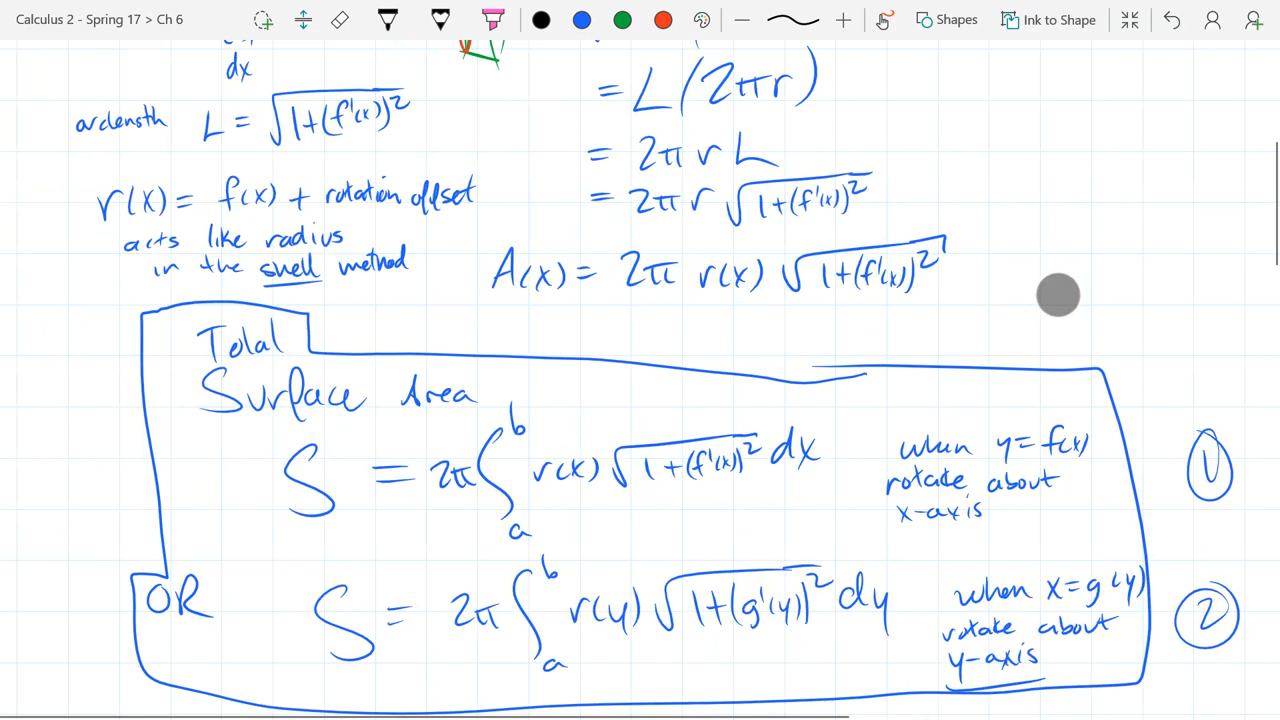 Calculus 2 - Spring 17 > Ch 6
Shapes
Ink to Shape
dx
= L (2πr)
arclength L = √(1+(f'(x))²)
= 2π r L
r(x) = f(x) + rotation offset
= 2π r √(1+(f'(x))²)
acts like radius
in the shell method
A(x) = 2π r(x) √(1+(f'(x))²)
Total
Surface Area
S = 2π ∫_a^b r(x) √(1+(f'(x))²) dx
when y = f(x)
rotate about
x-axis
1
OR
S = 2π ∫_a^b r(y) √(1+(g'(y))²) dy
when x = g(y)
rotate about
y-axis
2